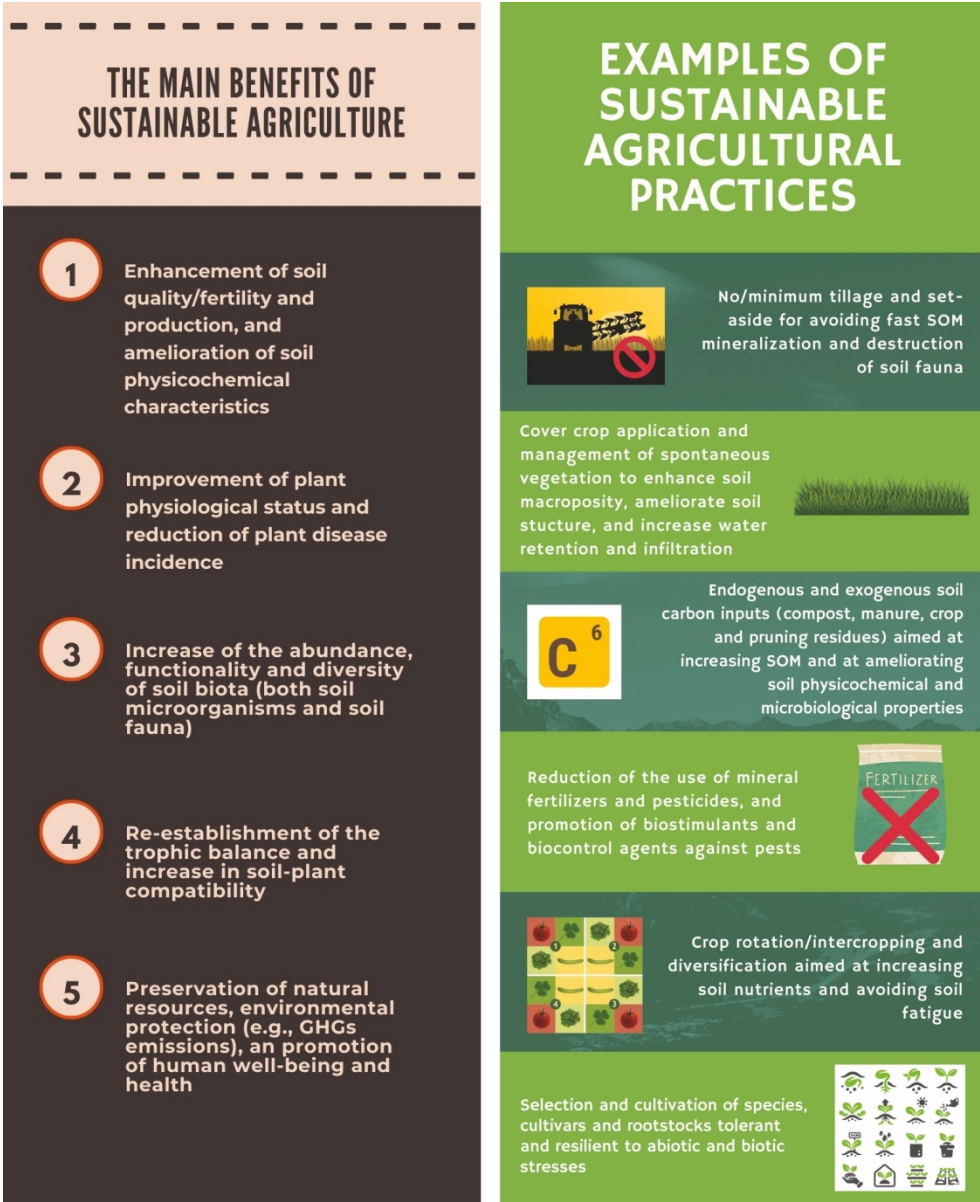 THE MAIN BENEFITS OF
SUSTAINABLE AGRICULTURE
1
Enhancement of soil
quality/fertility and
production, and
amelioration of soil
physicochemical
characteristics
2
Improvement of plant
physiological status and
reduction of plant disease
incidence
3
Increase of the abundance,
functionality and diversity
of soil biota (both soil
microorganisms and soil
fauna)
4
Re-establishment of the
trophic balance and
increase in soil-plant
compatibility
5
Preservation of natural
resources, environmental
protection (e.g., GHGs
emissions), an promotion
of human well-being and
health
EXAMPLES OF
SUSTAINABLE
AGRICULTURAL
PRACTICES
No/minimum tillage and set-
aside for avoiding fast SOM
mineralization and destruction
of soil fauna
Cover crop application and
management of spontaneous
vegetation to enhance soil
macroposity, ameliorate soil
stucture, and increase water
retention and infiltration
C 6
Endogenous and exogenous soil
carbon inputs (compost, manure, crop
and pruning residues) aimed at
increasing SOM and at ameliorating
soil physicochemical and
microbiological properties
Reduction of the use of mineral
fertilizers and pesticides, and
promotion of biostimulants and
biocontrol agents against pests
FERTILIZER
1 2
4 3
Crop rotation/intercropping and
diversification aimed at increasing
soil nutrients and avoiding soil
fatigue
Selection and cultivation of species,
cultivars and rootstocks tolerant
and resilient to abiotic and biotic
stresses